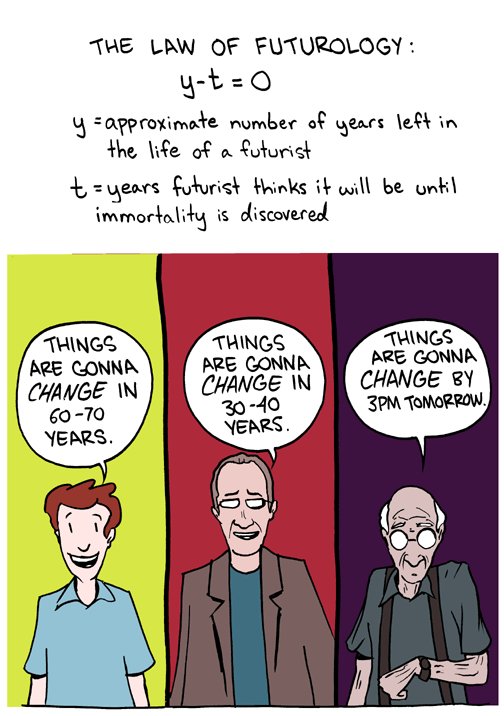 THE LAW OF FUTUROLOGY:
y-t=0
y = approximate number of years left in
the life of a futurist
t = years futurist thinks it will be until
immortality is discovered
THINGS
ARE GONNA
CHANGE IN
60-70
YEARS.
THINGS
ARE GONNA
CHANGE IN
30-40
YEARS.
THINGS
ARE GONNA
CHANGE BY
3PM TOMORROW.